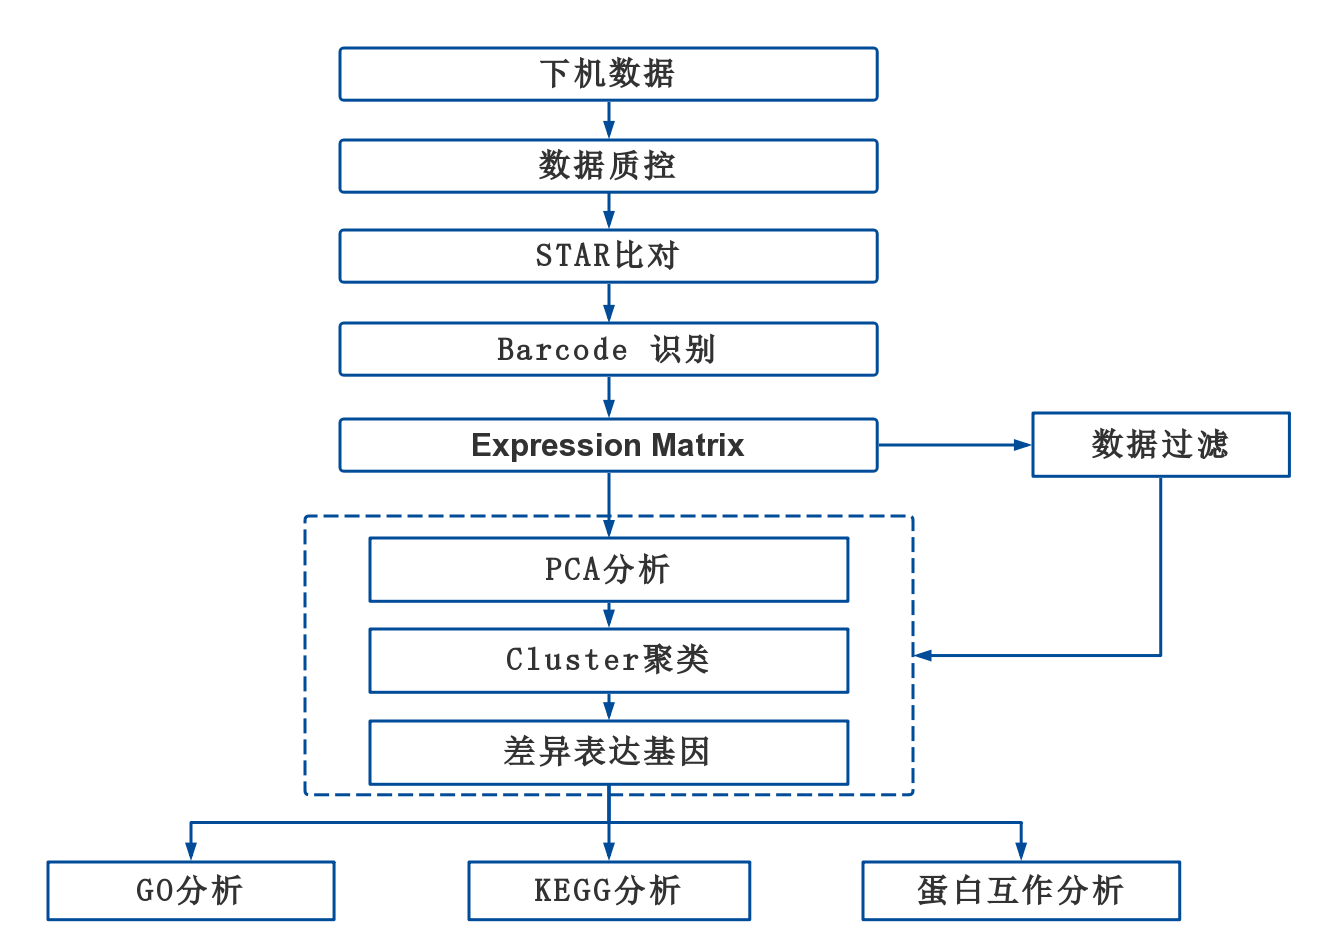 下机数据
数据质控
STAR比对
Barcode 识别
Expression Matrix
数据过滤
PCA分析
Cluster聚类
差异表达基因
GO分析
KEGG分析
蛋白互作分析